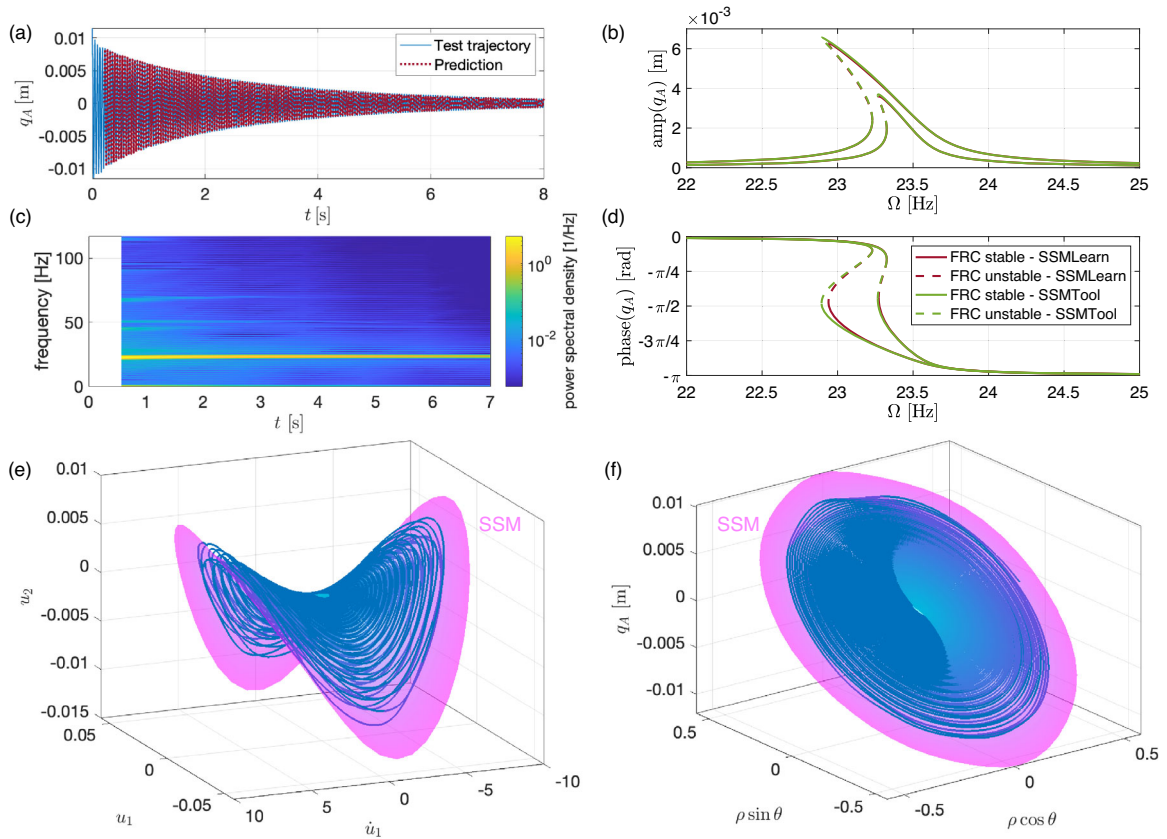 (a)
0.01
0.005
0
-0.005
-0.01
q_A [m]
0 2 4 6 8
t [s]
Test trajectory
Prediction
(b)
×10⁻³
6
4
2
0
amp(q_A) [m]
22 22.5 23 23.5 24 24.5 25
Ω [Hz]
(c)
100
50
0
frequency [Hz]
0 1 2 3 4 5 6 7
t [s]
10⁰
10⁻²
power spectral density [1/Hz]
(d)
0
-π/4
-π/2
-3π/4
-π
phase(q_A) [rad]
22 22.5 23 23.5 24 24.5 25
Ω [Hz]
FRC stable - SSMLearn
FRC unstable - SSMLearn
FRC stable - SSMTool
FRC unstable - SSMTool
(e)
SSM
0.01
0.005
0
-0.005
-0.01
-0.015
u₂
0.05
0
-0.05
u₁
10 5 0 -5 -10
u̇₁
(f)
SSM
0.01
0.005
0
-0.005
-0.01
q_A [m]
0.5
0
-0.5
ρ sin θ
-0.5 0 0.5
ρ cos θ